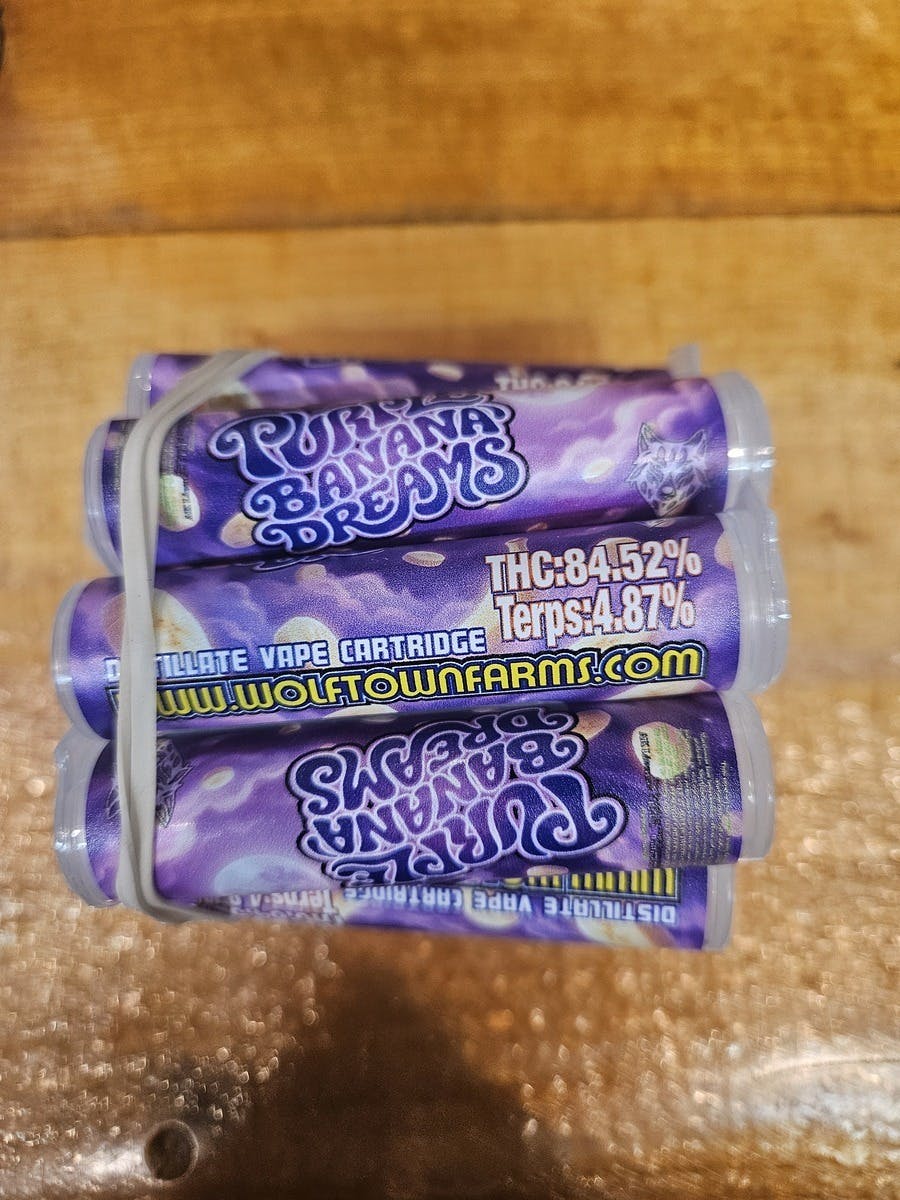 PURPLE
BANANA
DREAMS
THC:84.52%
Terps:4.87%
DISTILLATE VAPE CARTRIDGE
WWW.WOLFTOWNFARMS.COM
PURPLE
BANANA
DREAMS
DISTILLATE VAPE CARTRIDGE